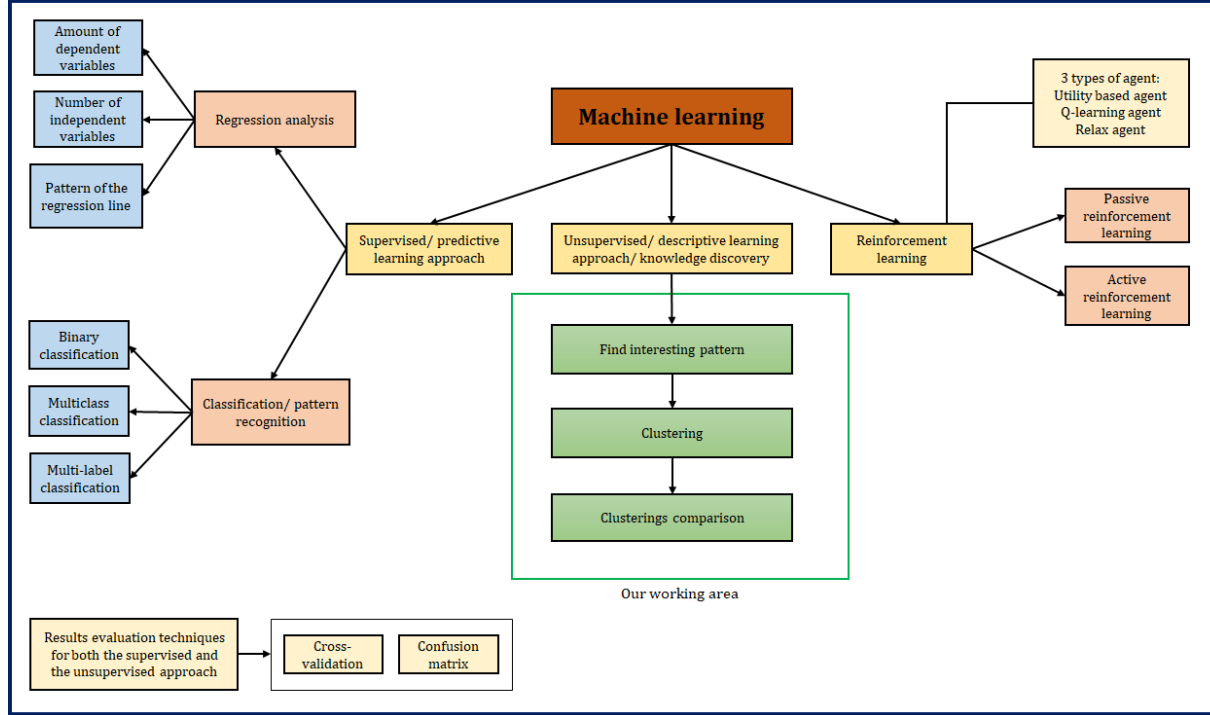 Amount of
dependent
variables
Number of
independent
variables
Pattern of the
regression line
Regression analysis
Machine learning
3 types of agent:
Utility based agent
Q-learning agent
Relax agent
Supervised/ predictive
learning approach
Unsupervised/ descriptive learning
approach/ knowledge discovery
Reinforcement
learning
Passive
reinforcement
learning
Active
reinforcement
learning
Binary
classification
Multiclass
classification
Multi-label
classification
Classification/ pattern
recognition
Find interesting pattern
Clustering
Clusterings comparison
Our working area
Results evaluation techniques
for both the supervised and
the unsupervised approach
Cross-
validation
Confusion
matrix